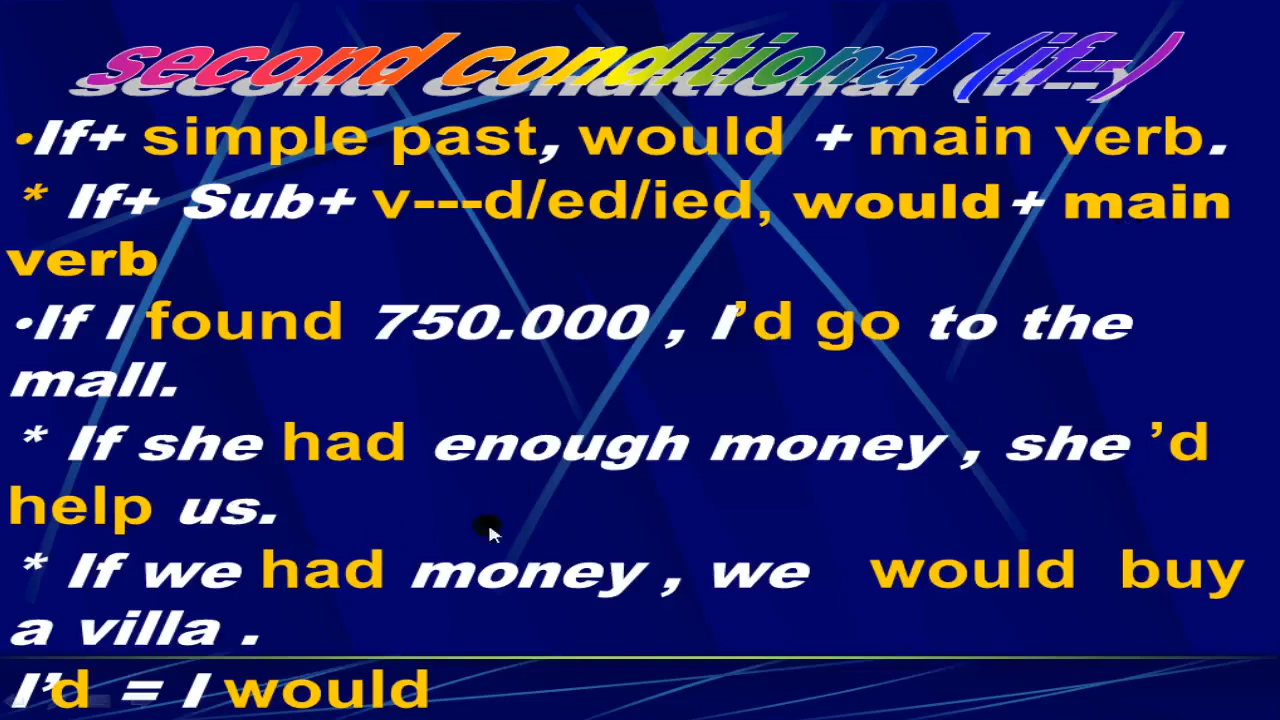 second conditional (if--)
•If+ simple past, would + main verb.
* If+ Sub+ v---d/ed/ied, would+ main
verb
•If I found 750.000 , I’d go to the
mall.
* If she had enough money , she ’d
help us.
* If we had money , we would buy
a villa .
I’d = I would